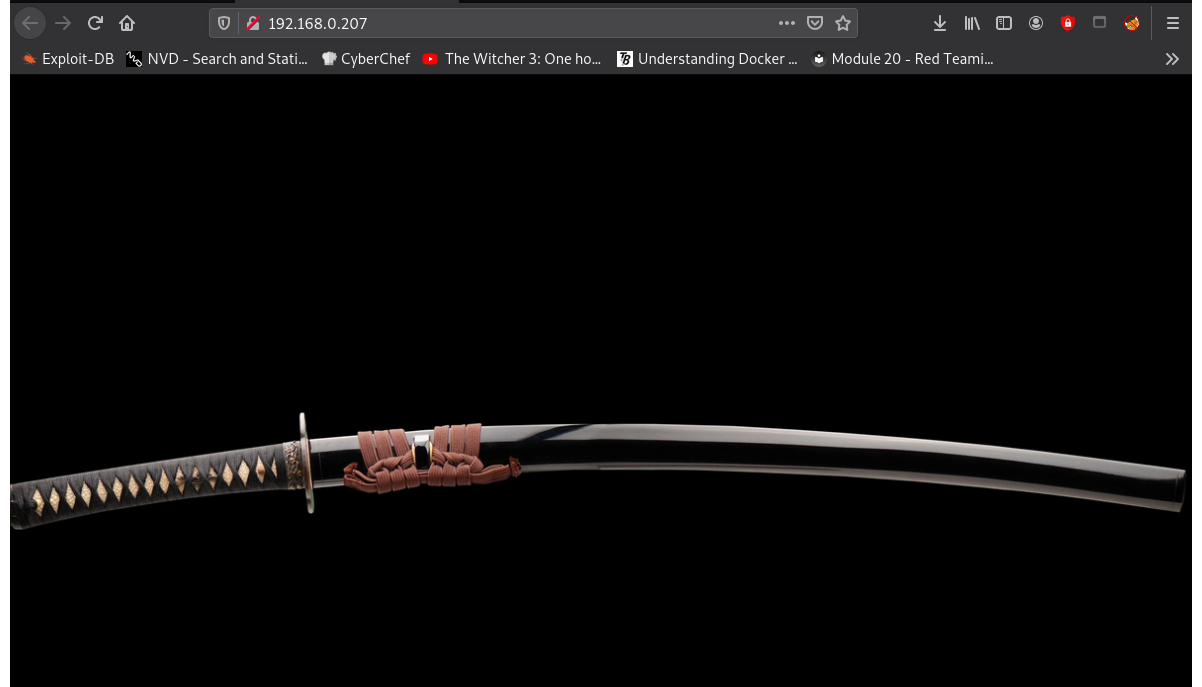 192.168.0.207
Exploit-DB NVD - Search and Stati... CyberChef The Witcher 3: One ho... Understanding Docker ... Module 20 - Red Teami...